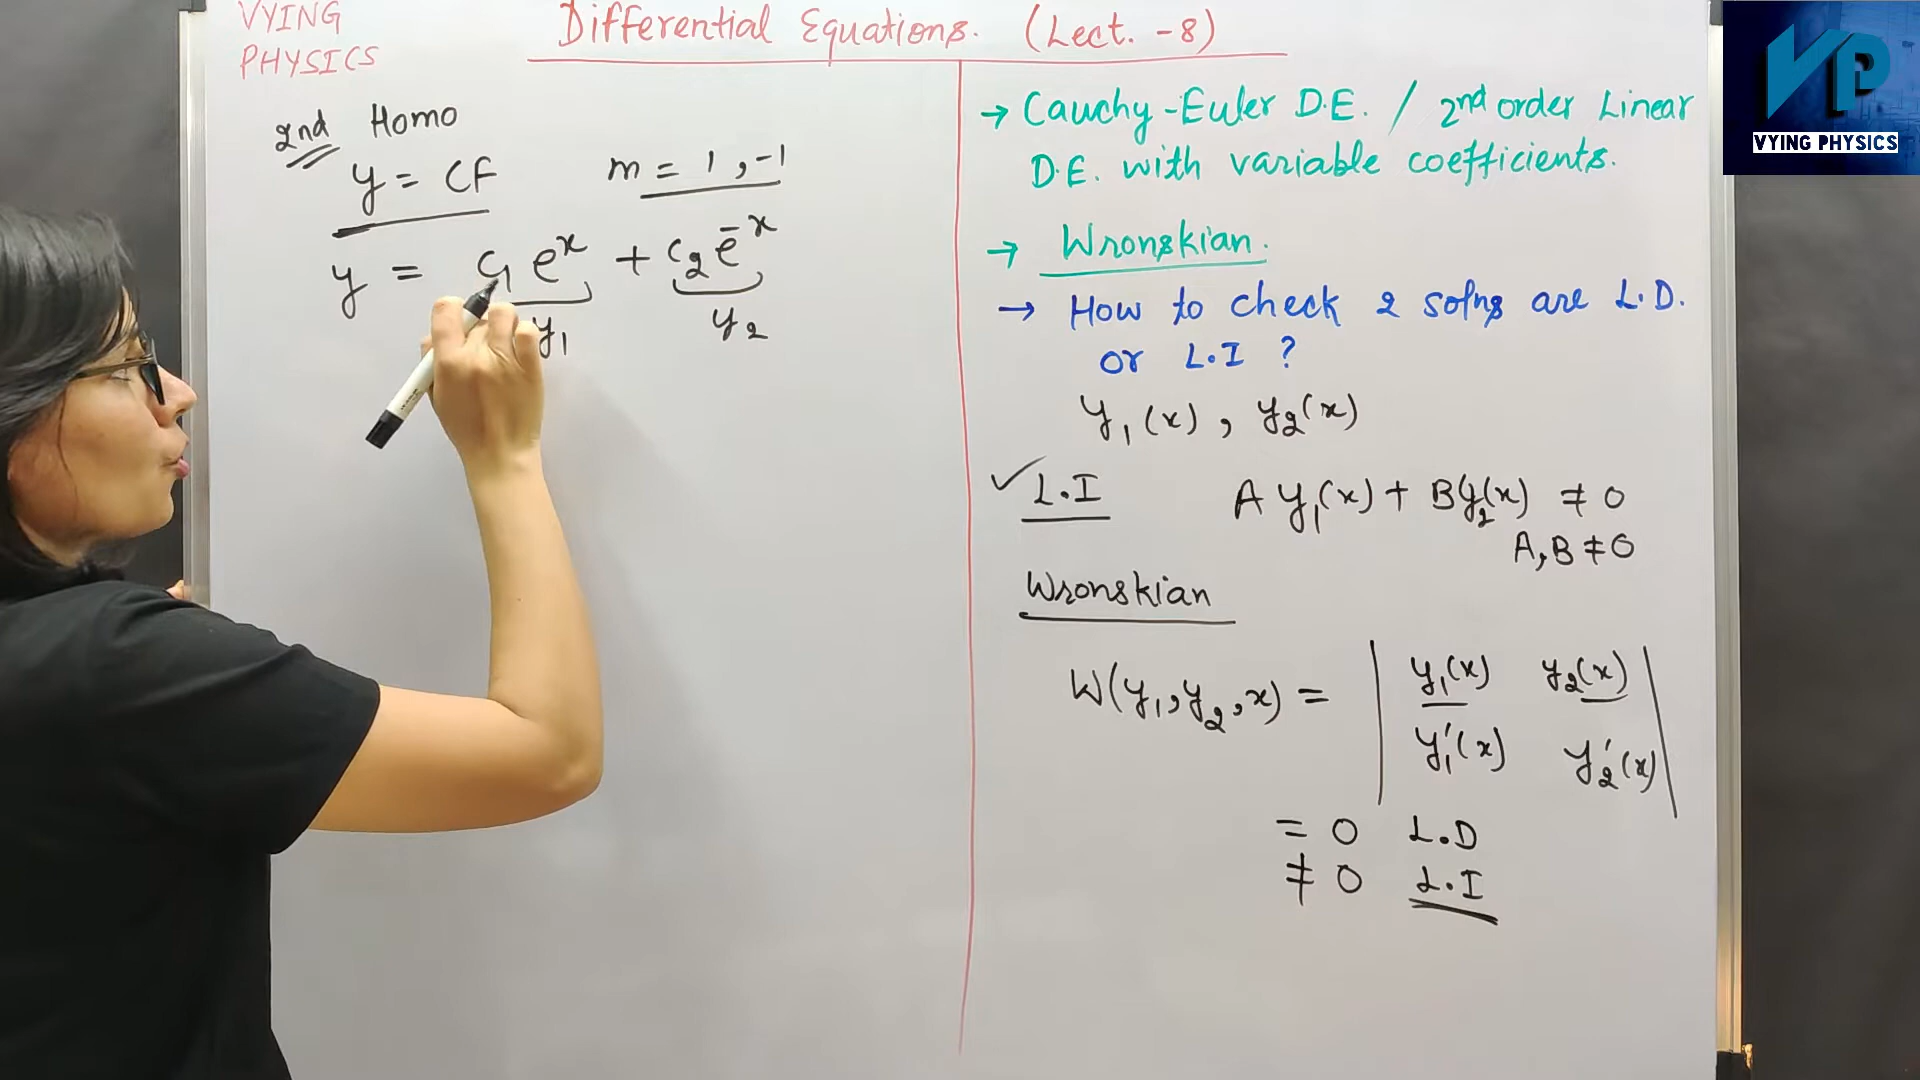 VYING
PHYSICS
Differential Equations. (Lect. -8)
2nd Homo
y = CF m = 1, -1
y = C₁ eˣ + C₂ e⁻ˣ
y₁ y₂
→ Cauchy-Euler D.E. / 2nd order Linear
D.E. with variable coefficients.
→ Wronskian.
→ How to check 2 solns are L.D.
or L.I ?
y₁(x), y₂(x)
✓ L.I A y₁(x) + B y₂(x) ≠ 0
A, B ≠ 0
Wronskian
W(y₁, y₂, x) = | y₁(x) y₂(x) |
| y₁'(x) y₂'(x) |
= 0 L.D
≠ 0 L.I
VP
VYING PHYSICS